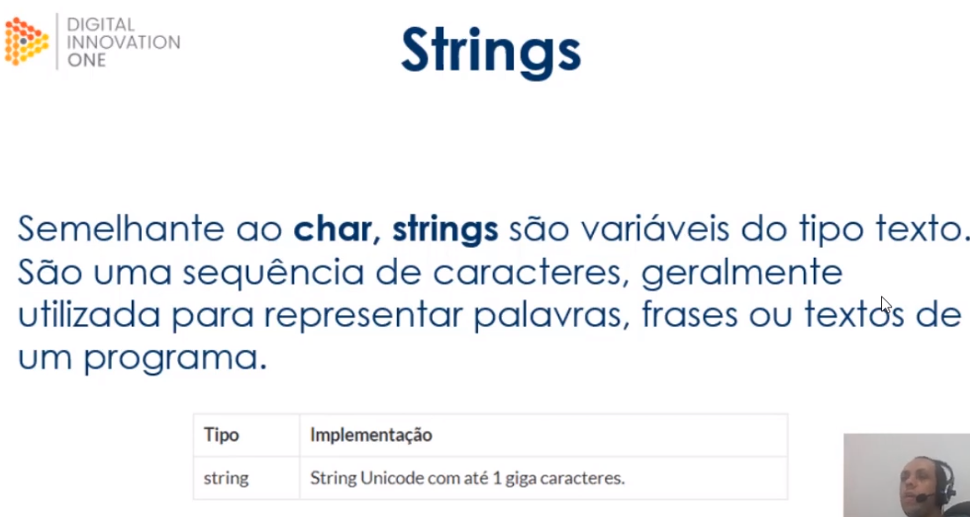 DIGITAL
INNOVATION
ONE
Strings
Semelhante ao char, strings são variáveis do tipo texto.
São uma sequência de caracteres, geralmente
utilizada para representar palavras, frases ou textos de
um programa.
Tipo Implementação
string String Unicode com até 1 giga caracteres.